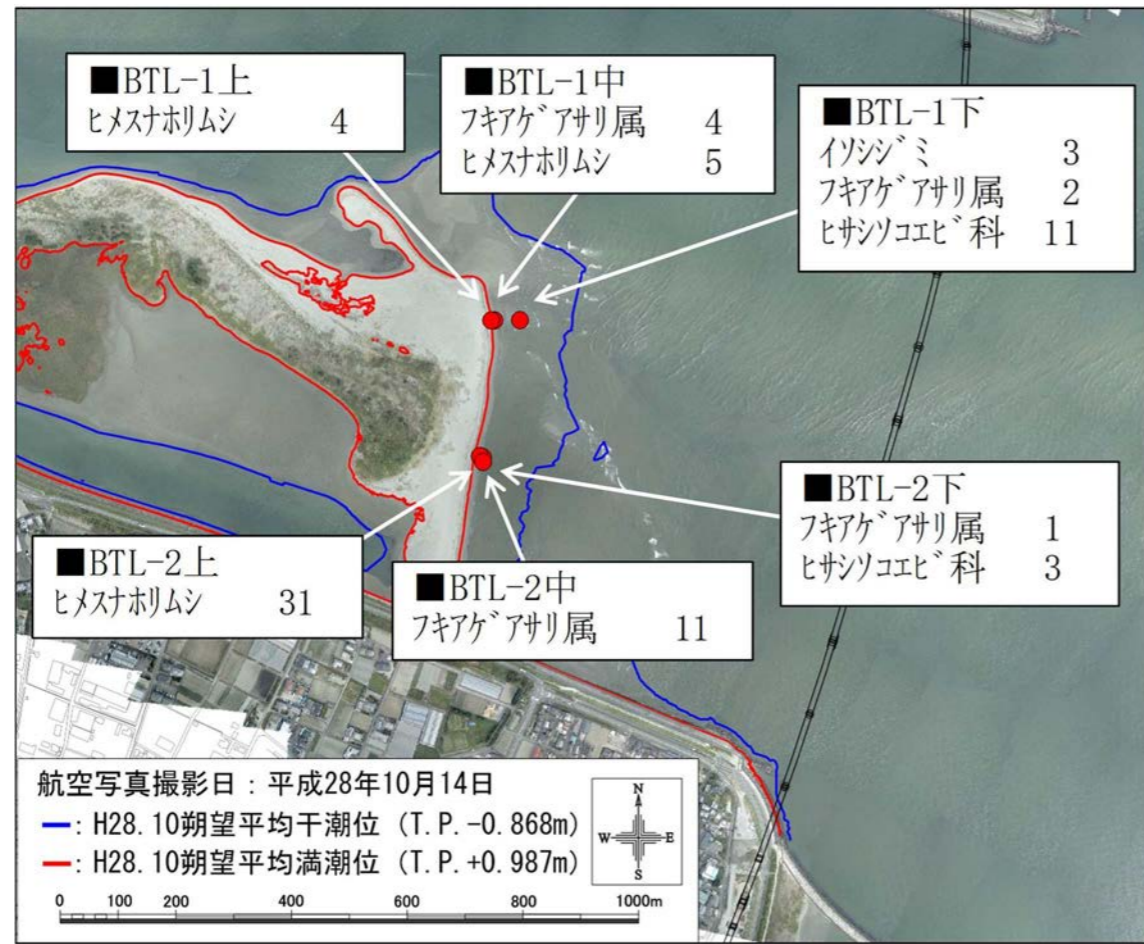 ■BTL-1上
ﾋﾒｽﾅﾎﾘﾑｼ 4
■BTL-1中
ﾌｷｱｹﾞｱｻﾘ属 4
ﾋﾒｽﾅﾎﾘﾑｼ 5
■BTL-1下
ｲｿｼｼﾞﾐ 3
ﾌｷｱｹﾞｱｻﾘ属 2
ﾋｻｼｿｺｴﾋﾞ科 11
■BTL-2上
ﾋﾒｽﾅﾎﾘﾑｼ 31
■BTL-2中
ﾌｷｱｹﾞｱｻﾘ属 11
■BTL-2下
ﾌｷｱｹﾞｱｻﾘ属 1
ﾋｻｼｿｺｴﾋﾞ科 3
航空写真撮影日：平成28年10月14日
━: H28.10朔望平均干潮位 (T.P.-0.868m)
━: H28.10朔望平均満潮位 (T.P.+0.987m)
N
W E
S
0 100 200 400 600 800 1000m